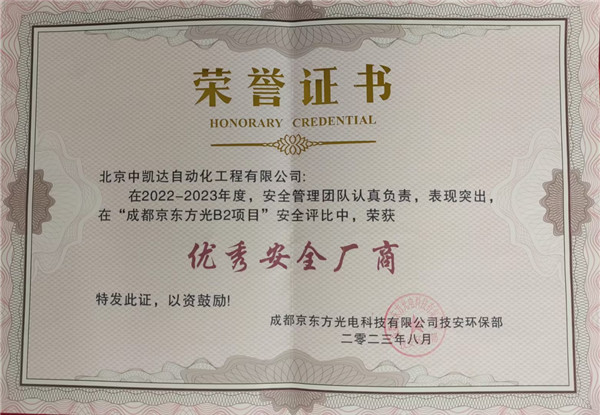 荣誉证书
HONORARY CREDENTIAL
北京中凯达自动化工程有限公司:
在2022-2023年度，安全管理团队认真负责，表现突出，
在“成都京东方光B2项目”安全评比中，荣获
优秀安全厂商
特发此证，以资鼓励!
成都京东方光电科技有限公司技安环保部
二零二三年八月